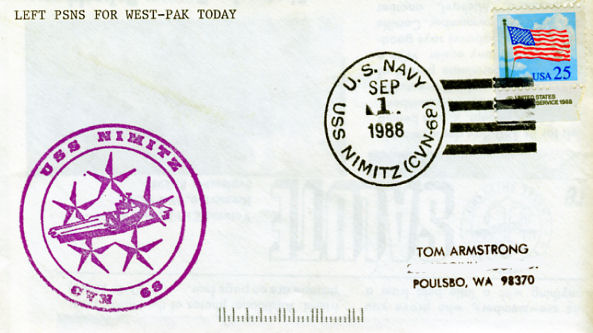 LEFT PSNS FOR WEST-PAK TODAY
USA 25
UNITED STATES
SERVICE 1988
U.S. NAVY
SEP
1
1988
USS NIMITZ (CVN-68)
USS NIMITZ
CVN 68
TOM ARMSTRONG
POULSBO, WA 98370